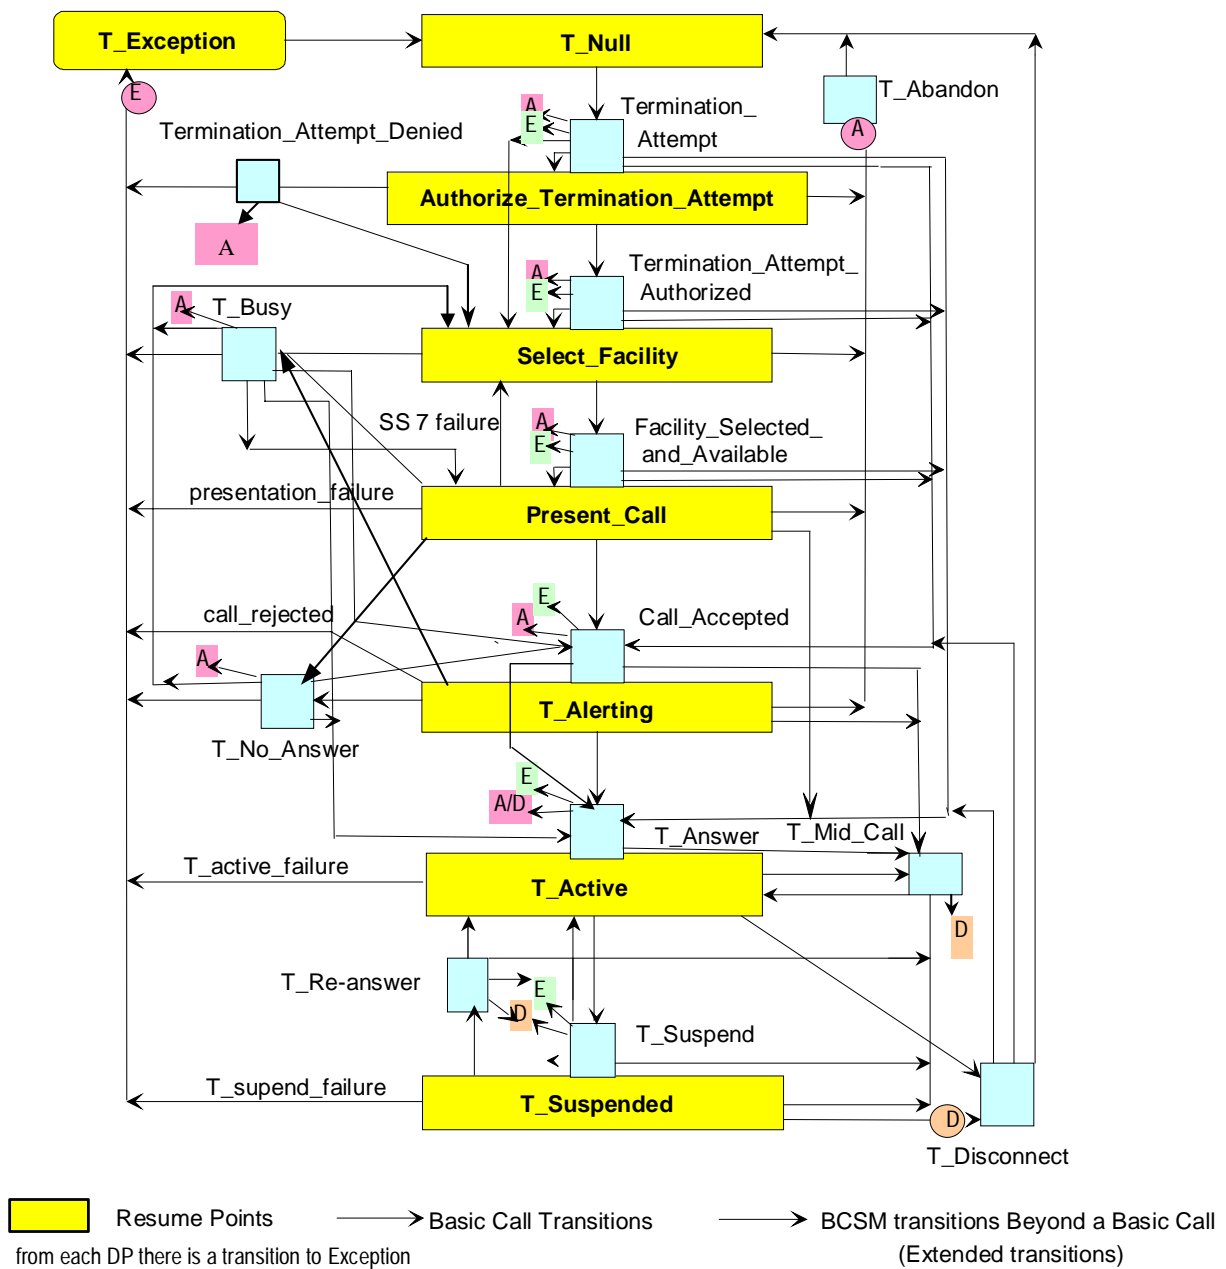 T_Exception
T_Null
E
T_Abandon
A
A
E
Termination_
Attempt
Termination_Attempt_Denied
A
Authorize_Termination_Attempt
A
E
Termination_Attempt_
Authorized
A
T_Busy
Select_Facility
SS 7 failure
A
E
Facility_Selected_
and_Available
presentation_failure
Present_Call
E
A
Call_Accepted
call_rejected
A
T_Alerting
T_No_Answer
E
A/D
T_Answer
T_Mid_Call
T_active_failure
T_Active
D
T_Re-answer
E
D
T_Suspend
T_supend_failure
T_Suspended
D
T_Disconnect
Resume Points
Basic Call Transitions
BCSM transitions Beyond a Basic Call
(Extended transitions)
from each DP there is a transition to Exception